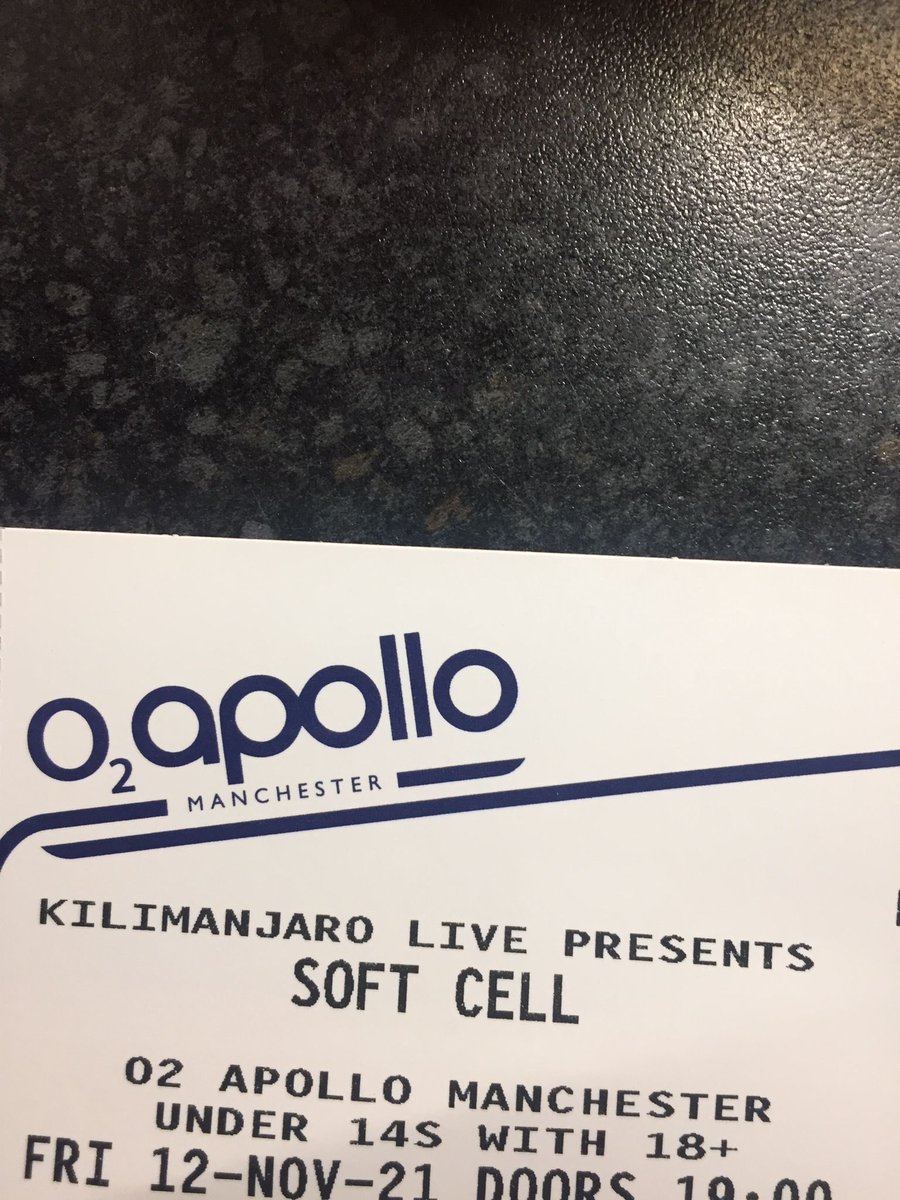 O2 apollo
MANCHESTER
KILIMANJARO LIVE PRESENTS
SOFT CELL
O2 APOLLO MANCHESTER
UNDER 14S WITH 18+
FRI 12-NOV-21 DOORS 19:00